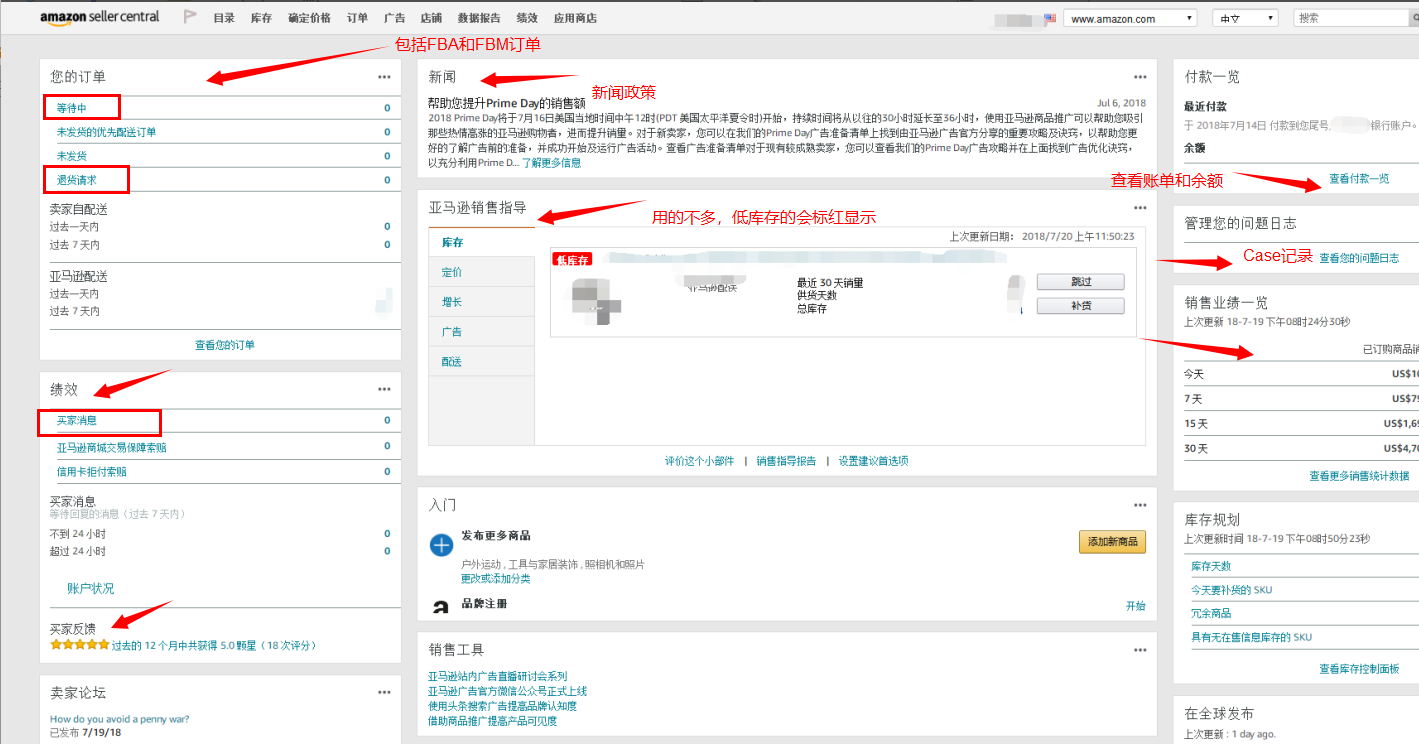 amazon seller central
目录 库存 确定价格 订单 广告 店铺 数据报告 绩效 应用商店
www.amazon.com
中文
搜索
包括FBA和FBM订单
您的订单
等待中 0
未发货的优先配送订单 0
未发货 0
退货请求 0
卖家自配送
过去一天内 0
过去 7 天内 0
亚马逊配送
过去一天内
过去 7 天内
查看您的订单
绩效
买家消息 0
亚马逊商城交易保障索赔 0
信用卡拒付索赔 0
买家消息
等待回复的消息（过去 7 天内）
不到 24 小时 0
超过 24 小时 0
账户状况
买家反馈
过去的 12 个月中共获得 5.0 颗星（18 次评分）
卖家论坛
How do you avoid a penny war?
已发布 7/19/18
新闻
新闻政策
帮助您提升Prime Day的销售额 Jul 6, 2018
2018 Prime Day将于7月16日美国当地时间中午12时(PDT 美国太平洋夏令时)开始，持续时间将从以往的30小时延长至36小时，使用亚马逊商品推广可以帮助您吸引
那些热情高涨的亚马逊购物者，进而提升销量。对于新卖家，您可以在我们的Prime Day广告准备清单上找到由亚马逊广告官方分享的重要攻略及诀窍，以帮助您更
好的了解广告前的准备，并成功开始及运行广告活动。查看广告准备清单对于现有较成熟卖家，您可以查看我们的Prime Day广告攻略并在上面找到广告优化诀窍，
以充分利用Prime D... 了解更多信息
亚马逊销售指导
用的不多，低库存的会标红显示
上次更新日期： 2018/7/20 上午11:50:23
库存
定价
增长
广告
配送
低库存
亚马逊配送
最近 30 天销量
供货天数
总库存
跳过
补货
评价这个小部件 | 销售指导报告 | 设置建议首选项
入门
发布更多商品
户外运动 , 工具与家居装饰 , 照相机和照片
更改或添加分类
添加新商品
品牌注册
开始
销售工具
亚马逊站内广告直播研讨会系列
亚马逊广告官方微信公众号正式上线
使用头条搜索广告提高品牌认知度
借助商品推广提高产品可见度
付款一览
最近付款
于 2018年7月14日 付款到您尾号 银行账户。
余额
查看账单和余额
查看付款一览
管理您的问题日志
Case记录
查看您的问题日志
销售业绩一览
上次更新 18-7-19 下午08时24分30秒
已订购商品销
今天 US$10
7 天 US$79
15 天 US$1,69
30 天 US$4,70
查看更多销售统计数据
库存规划
上次更新时间 18-7-19 下午08时50分23秒
库存天数
今天要补货的 SKU
冗余商品
具有无在售信息库存的 SKU
查看库存控制面板
在全球发布
上次更新 : 1 day ago.